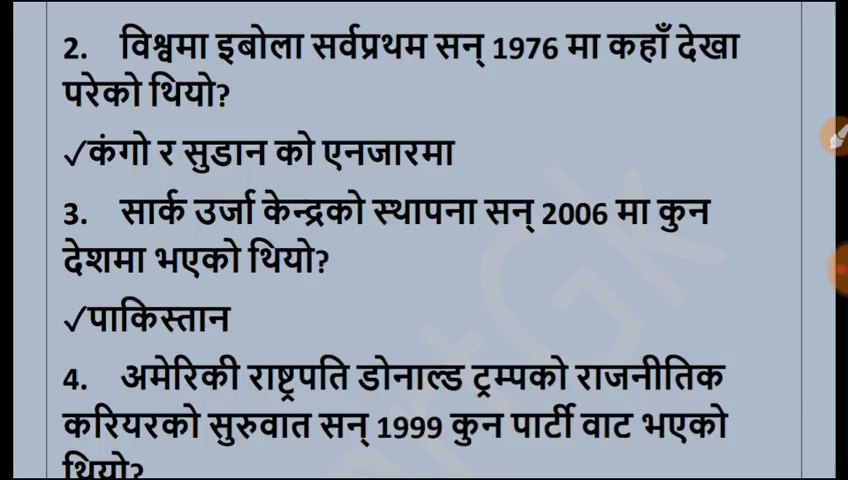 2. विश्वमा इबोला सर्वप्रथम सन् 1976 मा कहाँ देखा
परेको थियो?
✓कंगो र सुडान को एनजारमा
3. सार्क उर्जा केन्द्रको स्थापना सन् 2006 मा कुन
देशमा भएको थियो?
✓पाकिस्तान
4. अमेरिकी राष्ट्रपति डोनाल्ड ट्रम्पको राजनीतिक
करियरको सुरुवात सन् 1999 कुन पार्टी वाट भएको
थियो?